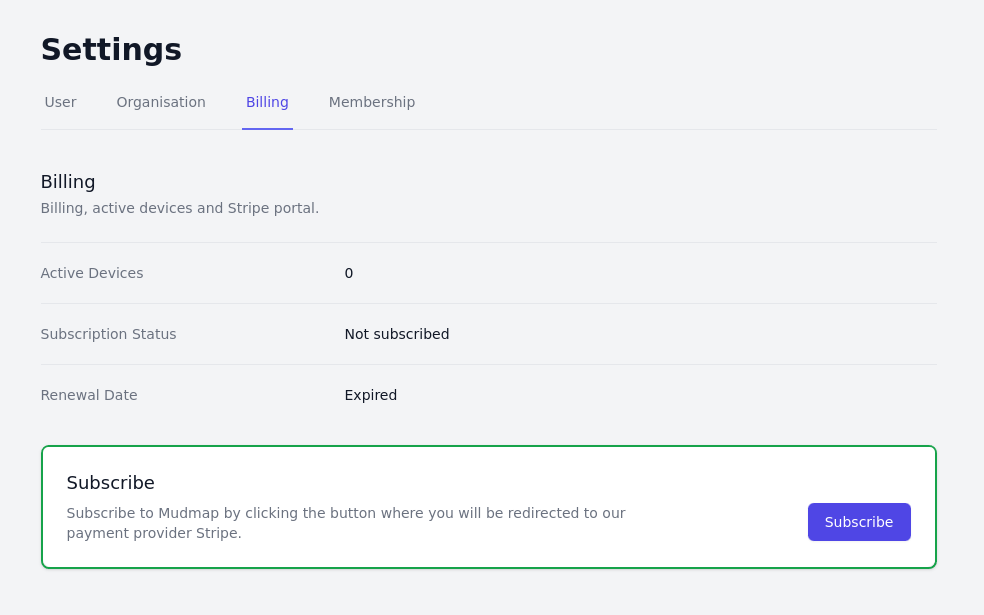 Settings
User Organisation Billing Membership
Billing
Billing, active devices and Stripe portal.
Active Devices 0
Subscription Status Not subscribed
Renewal Date Expired
Subscribe
Subscribe to Mudmap by clicking the button where you will be redirected to our
payment provider Stripe.
Subscribe